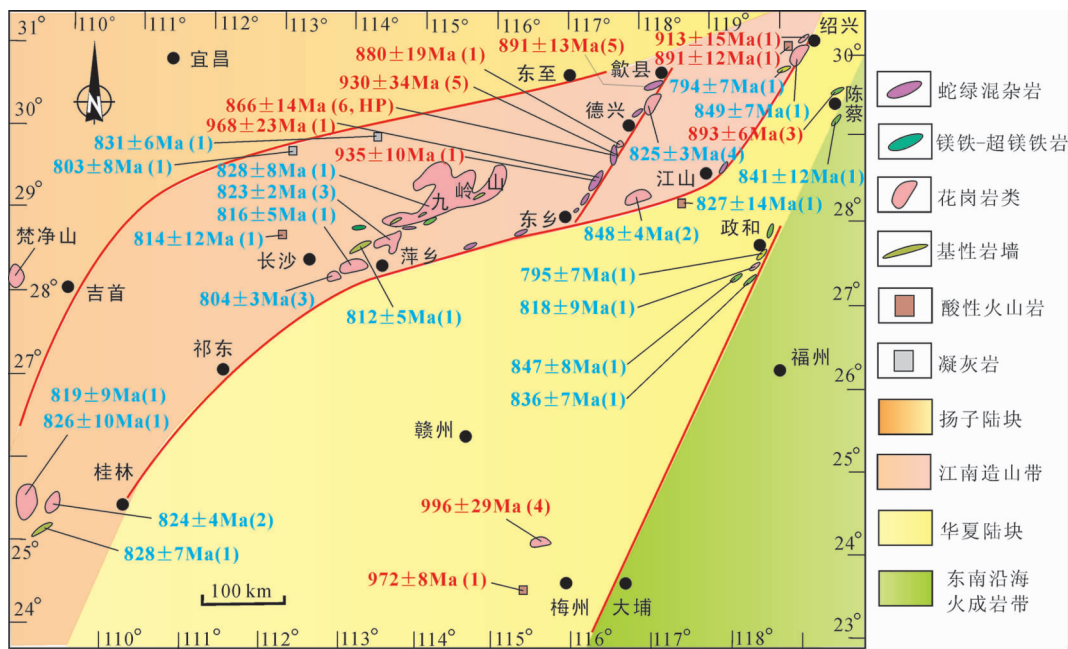 31° 110° 111° 112° 113° 114° 115° 116° 117° 118° 119° 绍兴
913±15Ma(1)
880±19Ma(1)
891±13Ma(5)
891±12Ma(1)
30°
宜昌
东至
歙县
930±34Ma(5)
794±7Ma(1)
陈蔡
30°
866±14Ma(6, HP)
德兴
849±7Ma(1)
968±23Ma(1)
893±6Ma(3)
29°
831±6Ma(1)
803±8Ma(1)
935±10Ma(1)
825±3Ma(4)
828±8Ma(1)
江山
841±12Ma(1)
29°
823±2Ma(3)
九岭山
827±14Ma(1)
816±5Ma(1)
东乡
28°
梵净山
814±12Ma(1)
848±4Ma(2)
政和
长沙
萍乡
795±7Ma(1)
28°
吉首
804±3Ma(3)
818±9Ma(1)
27°
812±5Ma(1)
祁东
847±8Ma(1)
福州
27°
26°
819±9Ma(1)
836±7Ma(1)
826±10Ma(1)
赣州
26°
桂林
25°
996±29Ma(4)
824±4Ma(2)
25°
828±7Ma(1)
24°
972±8Ma(1)
100 km
梅州
大埔
24°
23°
110° 111° 112° 113° 114° 115° 116° 117° 118°
N
蛇绿混杂岩
镁铁-超镁铁岩
花岗岩类
基性岩墙
酸性火山岩
凝灰岩
扬子陆块
江南造山带
华夏陆块
东南沿海
火成岩带